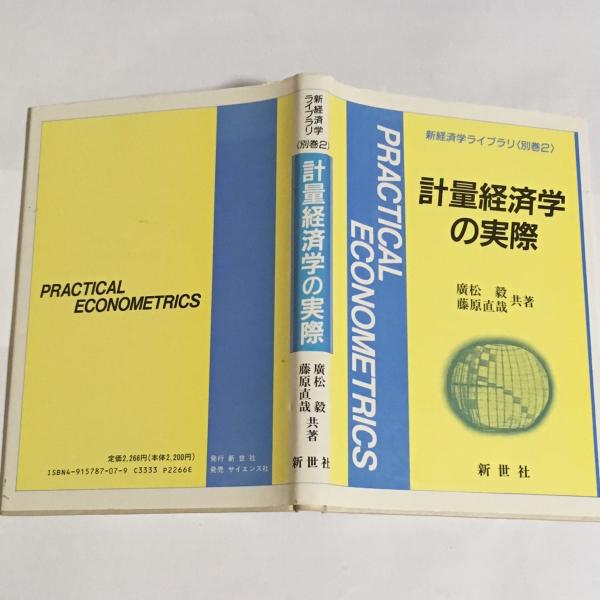 新経済学ライブラリ〈別巻2〉
計量経済学
の実際
廣松 毅
藤原直哉 共著
新世社
PRACTICAL
ECONOMETRICS
新経済学
ライブラリ
〈別巻2〉
計量経済学の実際
廣松 毅
藤原直哉
共著
新世社
PRACTICAL
ECONOMETRICS
定価2,266円(本体2,200円)
ISBN4-915787-07-9 C3333 P2266E
発行 新世社
発売 サイエンス社